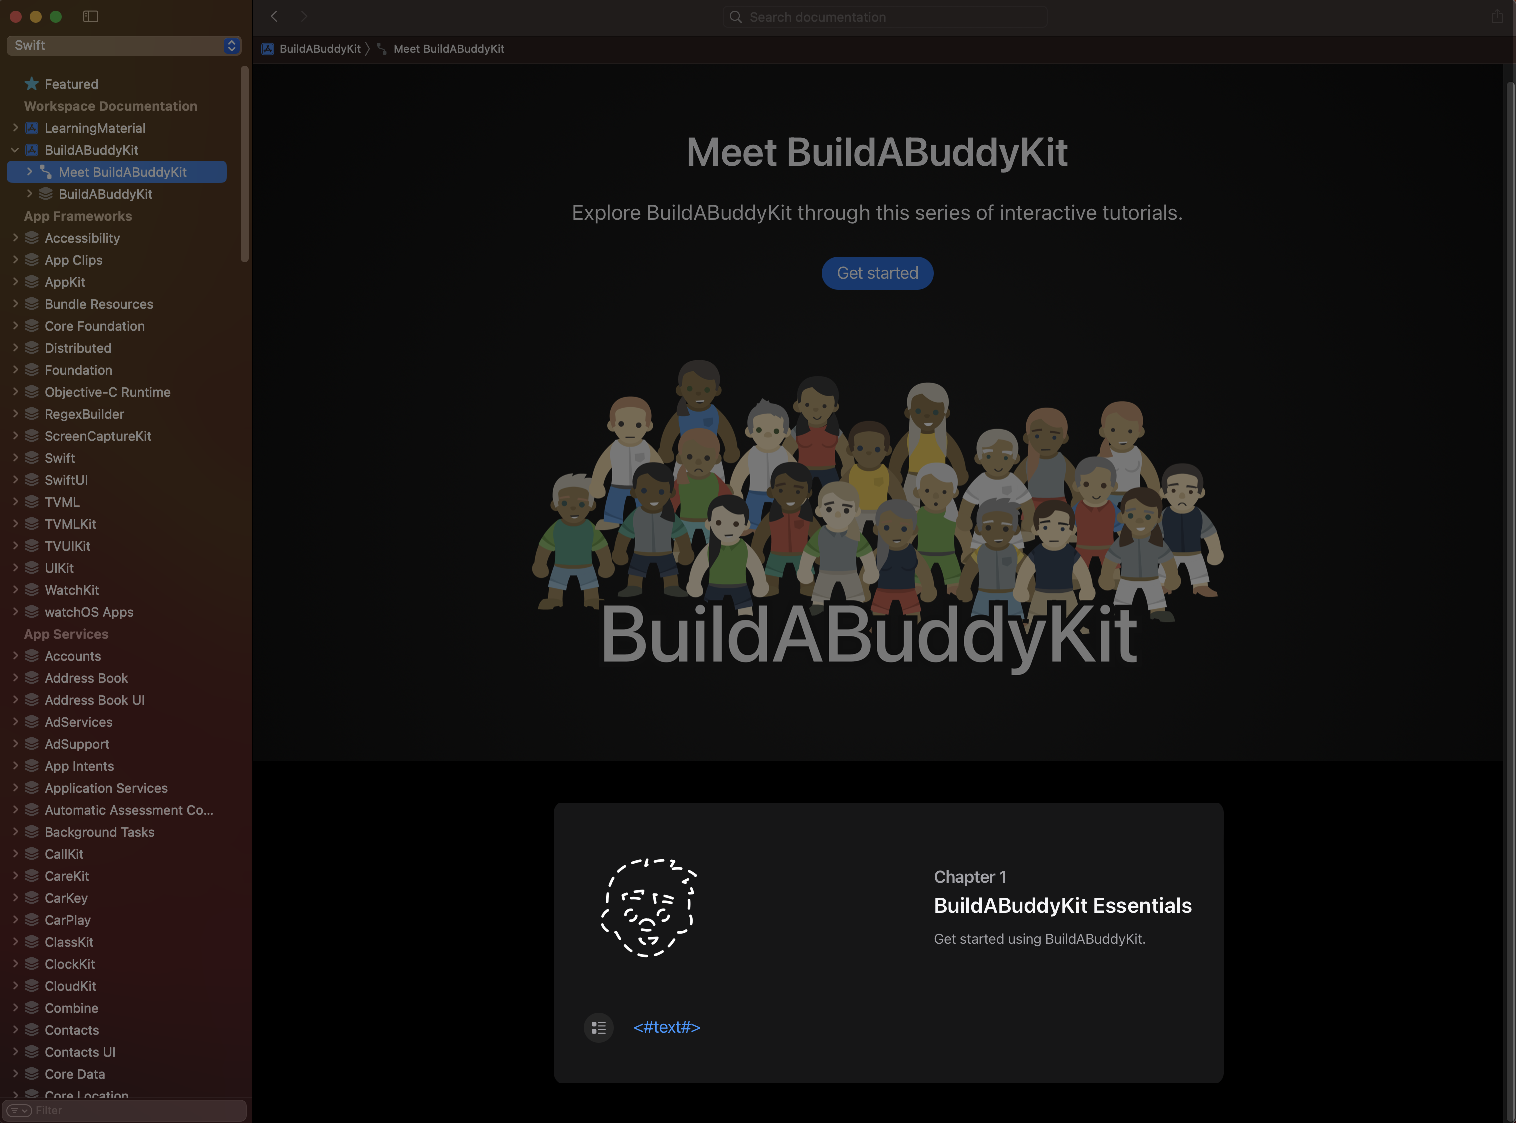 Swift
Featured
Workspace Documentation
LearningMaterial
BuildABuddyKit
Meet BuildABuddyKit
BuildABuddyKit
App Frameworks
Accessibility
App Clips
AppKit
Bundle Resources
Core Foundation
Distributed
Foundation
Objective-C Runtime
RegexBuilder
ScreenCaptureKit
Swift
SwiftUI
TVML
TVMLKit
TVUIKit
UIKit
WatchKit
watchOS Apps
App Services
Accounts
Address Book
Address Book UI
AdServices
AdSupport
App Intents
Application Services
Automatic Assessment Co...
Background Tasks
CallKit
CareKit
CarKey
CarPlay
ClassKit
ClockKit
CloudKit
Combine
Contacts
Contacts UI
Core Data
Core Location
Filter
Search documentation
BuildABuddyKit
Meet BuildABuddyKit
Meet BuildABuddyKit
Explore BuildABuddyKit through this series of interactive tutorials.
Get started
BuildABuddyKit
Chapter 1
BuildABuddyKit Essentials
Get started using BuildABuddyKit.
<#text#>